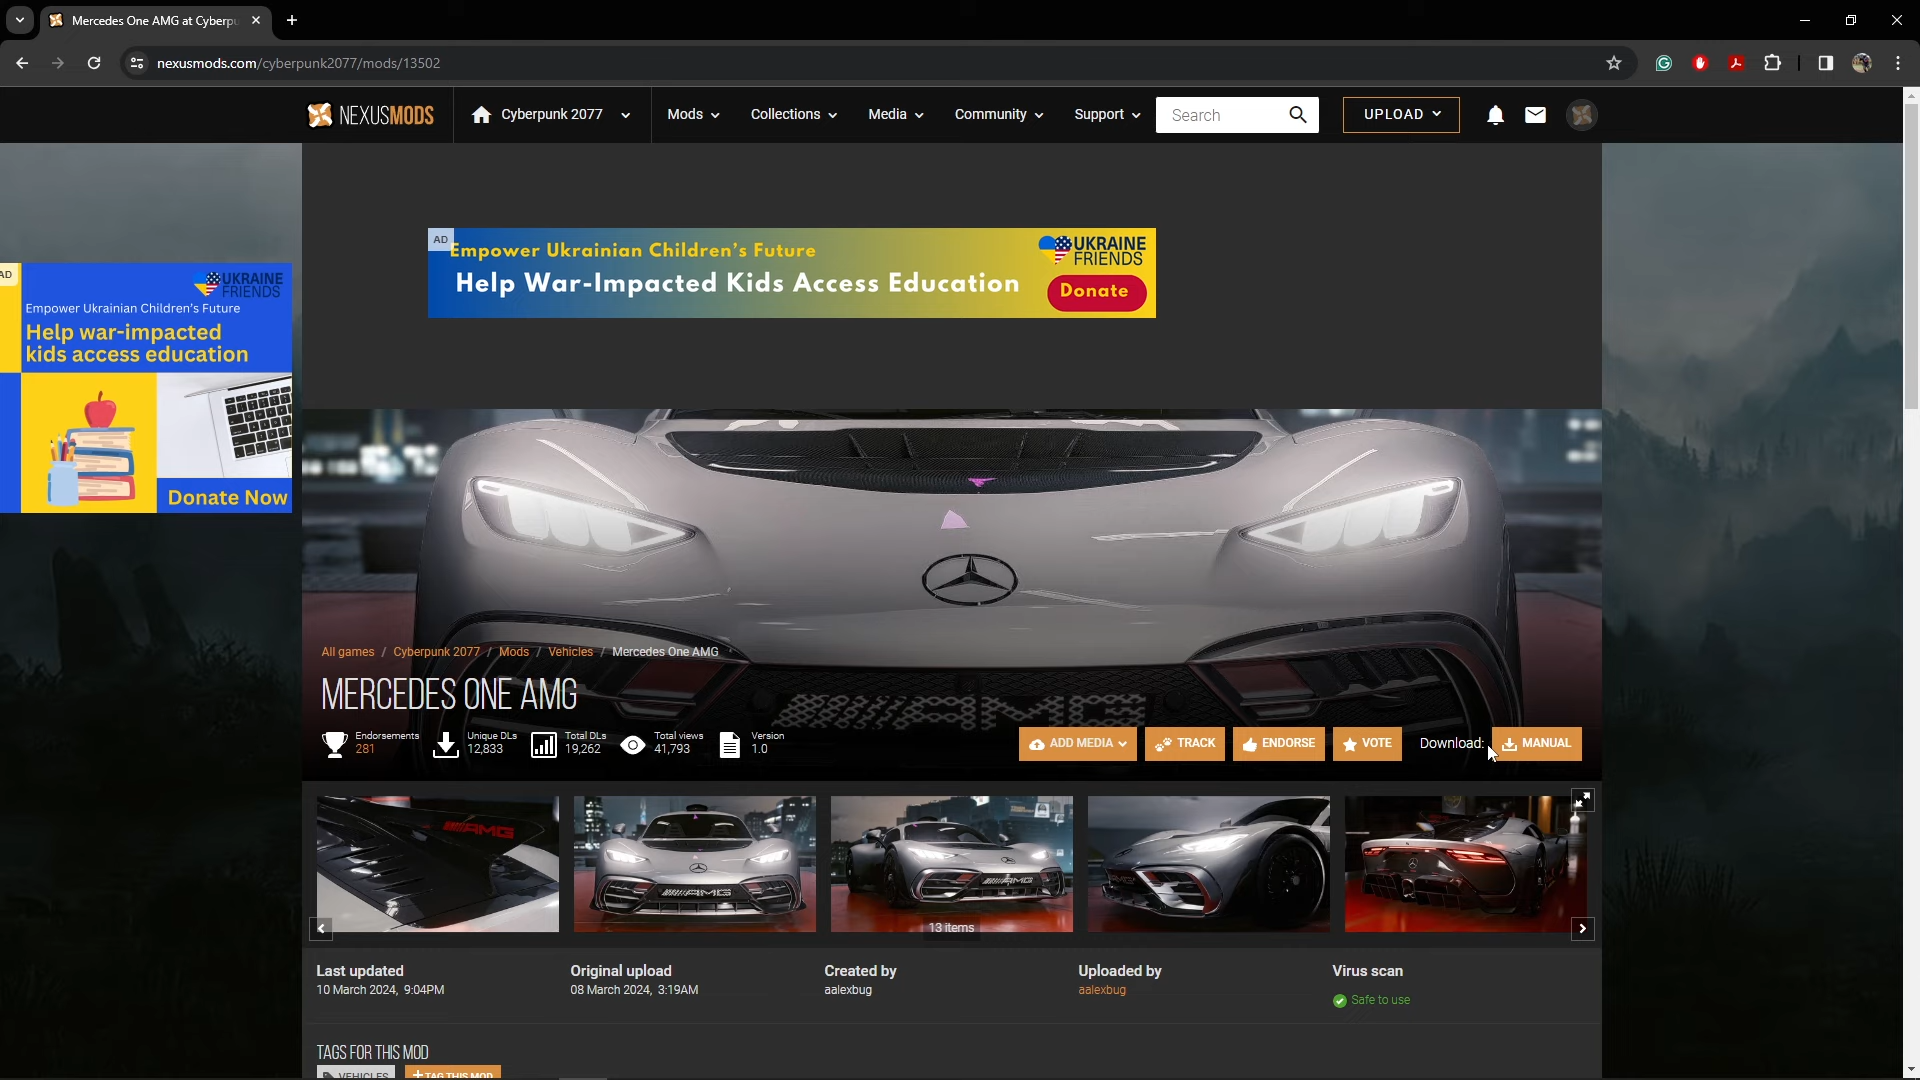 Mercedes One AMG at Cyberpu
nexusmods.com/cyberpunk2077/mods/13502
NEXUSMODS
Cyberpunk 2077
Mods
Collections
Media
Community
Support
Search
UPLOAD
AD
Empower Ukrainian Children's Future
Help War-Impacted Kids Access Education
UKRAINE
FRIENDS
Donate
AD
UKRAINE
FRIENDS
Empower Ukrainian Children's Future
Help war-impacted
kids access education
Donate Now
All games / Cyberpunk 2077 / Mods / Vehicles / Mercedes One AMG
MERCEDES ONE AMG
Endorsements
281
Unique DLs
12,833
Total DLs
19,262
Total views
41,793
Version
1.0
ADD MEDIA
TRACK
ENDORSE
VOTE
Download:
MANUAL
AMG
13 items
Last updated
10 March 2024, 9:04PM
Original upload
08 March 2024, 3:19AM
Created by
aalexbug
Uploaded by
aalexbug
Virus scan
Safe to use
TAGS FOR THIS MOD
VEHICLES
+ TAG THIS MOD